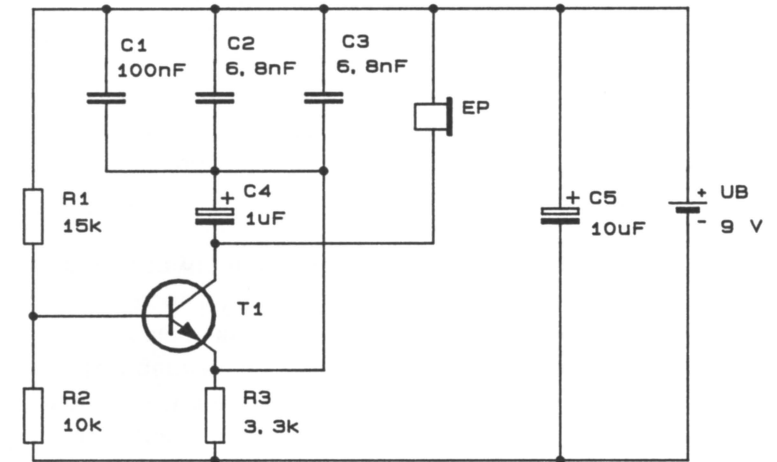 C1
100nF
C2
6,8nF
C3
6,8nF
EP
R1
15k
+ C4
1uF
+ C5
10uF
+ UB
- 9 V
T1
R2
10k
R3
3,3k